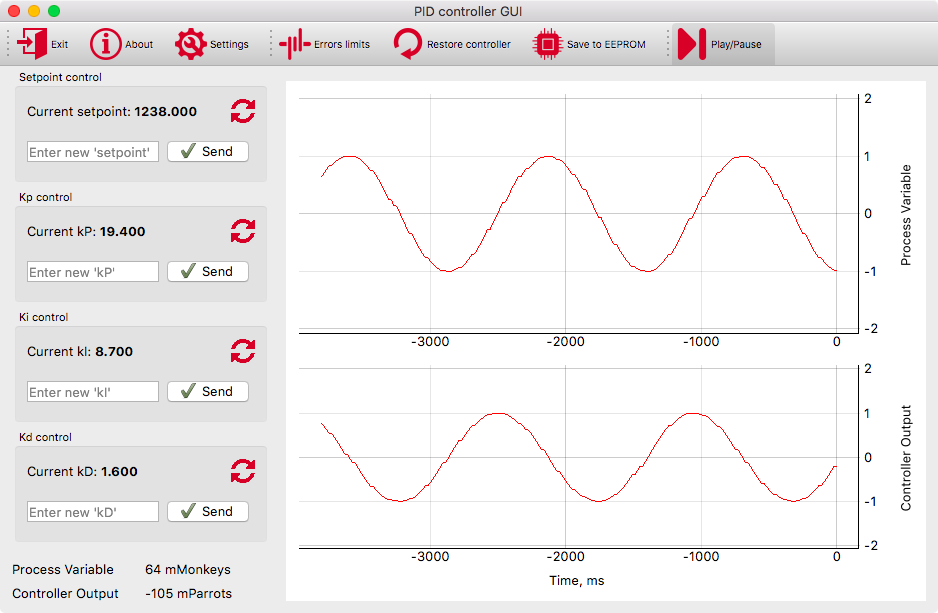 PID controller GUI
Exit About Settings Errors limits Restore controller Save to EEPROM Play/Pause
Setpoint control
Current setpoint: 1238.000
Enter new 'setpoint' Send
Kp control
Current kP: 19.400
Enter new 'kP' Send
Ki control
Current kI: 8.700
Enter new 'kI' Send
Kd control
Current kD: 1.600
Enter new 'kD' Send
Process Variable 64 mMonkeys
Controller Output -105 mParrots
2
1
0
-1
-2
Process Variable
-3000 -2000 -1000 0
2
1
0
-1
-2
Controller Output
-3000 -2000 -1000 0
Time, ms